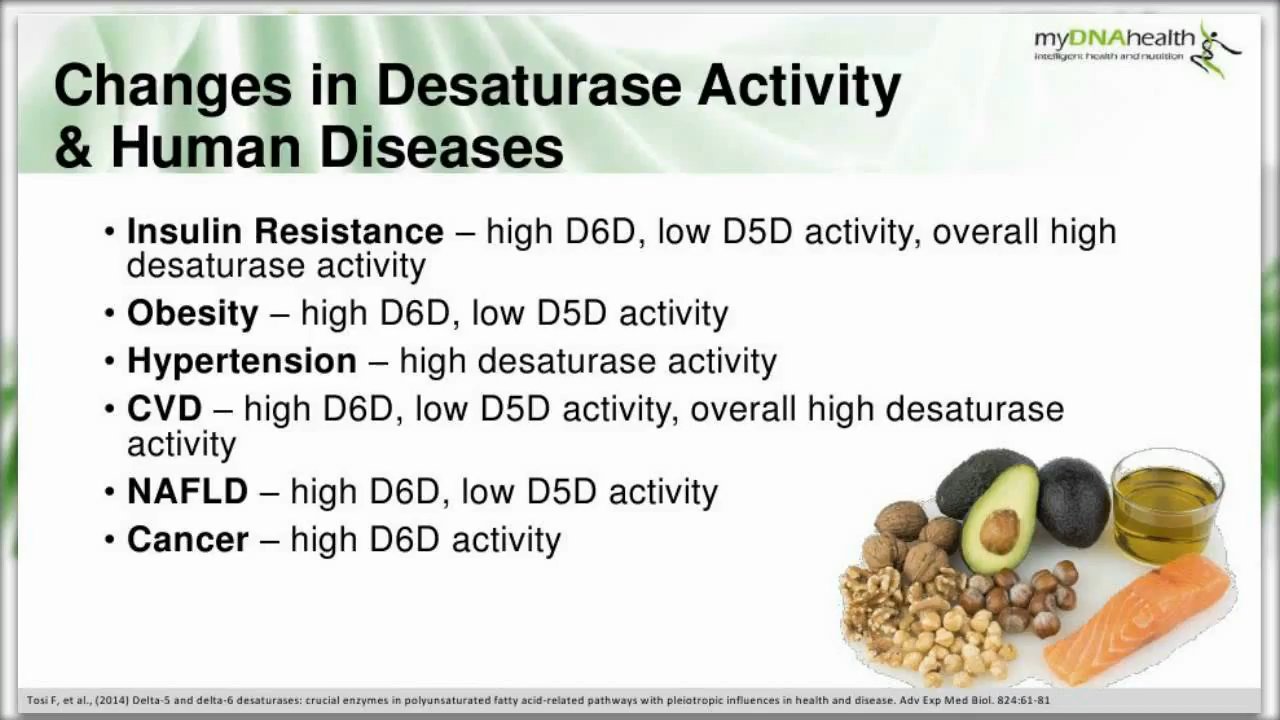 myDNAhealth
intelligent health and nutrition
Changes in Desaturase Activity
& Human Diseases
• Insulin Resistance – high D6D, low D5D activity, overall high
desaturase activity
• Obesity – high D6D, low D5D activity
• Hypertension – high desaturase activity
• CVD – high D6D, low D5D activity, overall high desaturase
activity
• NAFLD – high D6D, low D5D activity
• Cancer – high D6D activity
Tosi F, et al., (2014) Delta-5 and delta-6 desaturases: crucial enzymes in polyunsaturated fatty acid-related pathways with pleiotropic influences in health and disease. Adv Exp Med Biol. 824:61-81